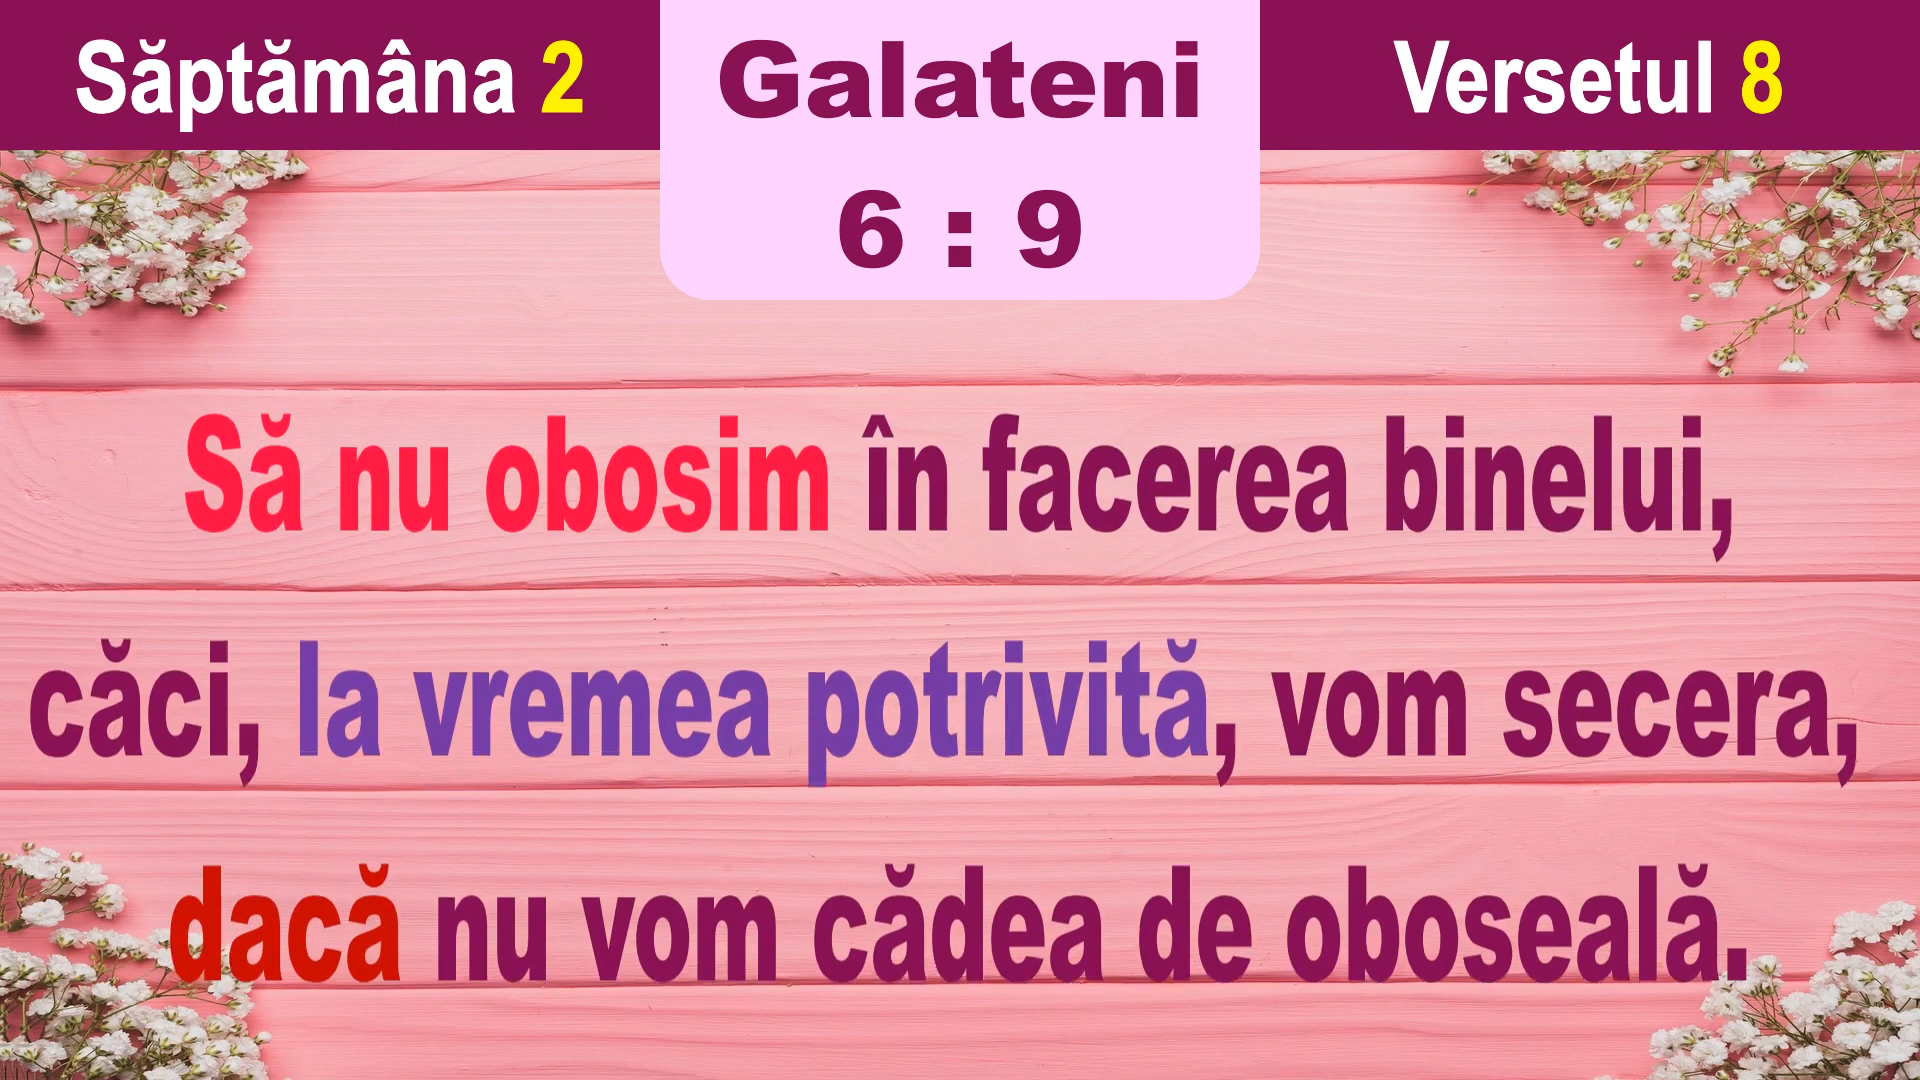 Săptămâna 2
Galateni
6 : 9
Versetul 8
Să nu obosim în facerea binelui,
căci, la vremea potrivită, vom secera,
dacă nu vom cădea de oboseală.